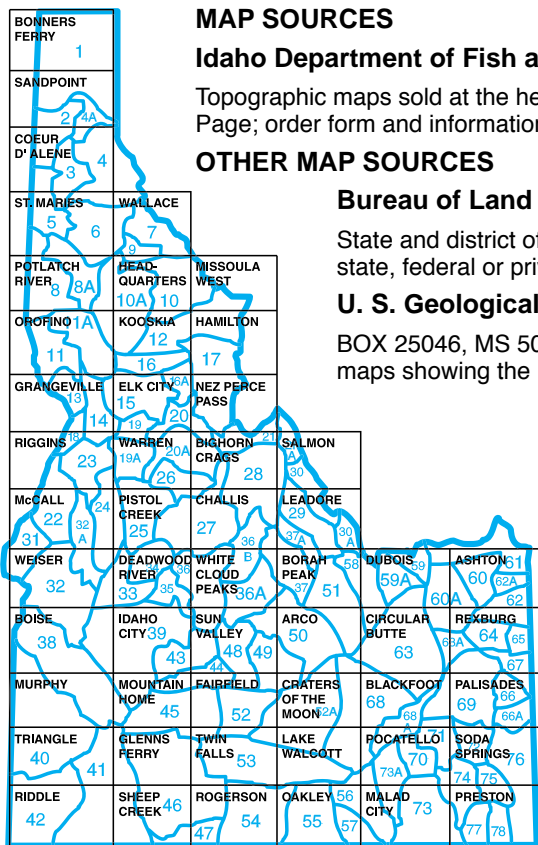 MAP SOURCES
Idaho Department of Fish a
Topographic maps sold at the he
Page; order form and information
OTHER MAP SOURCES
Bureau of Land
State and district of
state, federal or pri
U. S. Geological
BOX 25046, MS 50
maps showing the
BONNERS
FERRY
1
SANDPOINT
2 4A
COEUR
D' ALENE
3 4
ST. MARIES WALLACE
5 6 7
9
POTLATCH HEAD- MISSOULA
RIVER QUARTERS WEST
8 8A 10A 10
OROFINO 1A KOOSKIA HAMILTON
11 12 16 17
GRANGEVILLE ELK CITY 16A NEZ PERCE
PASS
13 14 15 19 20
RIGGINS WARREN BIGHORN 21 SALMON
CRAGS
18 23 19A 20A 26 28 A 30
McCALL PISTOL CHALLIS LEADORE
CREEK
22 24 25 27 29
31 32 A 36 B 37A 30 A
WEISER DEADWOOD WHITE BORAH DUBOIS ASHTON
RIVER CLOUD PEAK
PEAKS
32 33 35 36 36A 37 51 58 59 59A 60 61
60A 62A 62
BOISE IDAHO SUN ARCO CIRCULAR REXBURG
CITY VALLEY BUTTE
38 39 43 44 48 49 50 63 63A 64 65
67
MURPHY MOUNTAIN FAIRFIELD CRATERS BLACKFOOT PALISADES
HOME OF THE
MOON
45 52 52A 68 68 A 69 66
66A
TRIANGLE GLENNS TWIN LAKE POCATELLO SODA
FERRY FALLS WALCOTT SPRINGS
40 41 53 73A 70 71 74 75 76
RIDDLE SHEEP ROGERSON OAKLEY MALAD PRESTON
CREEK CITY
42 46 47 54 55 56 57 73 77 78